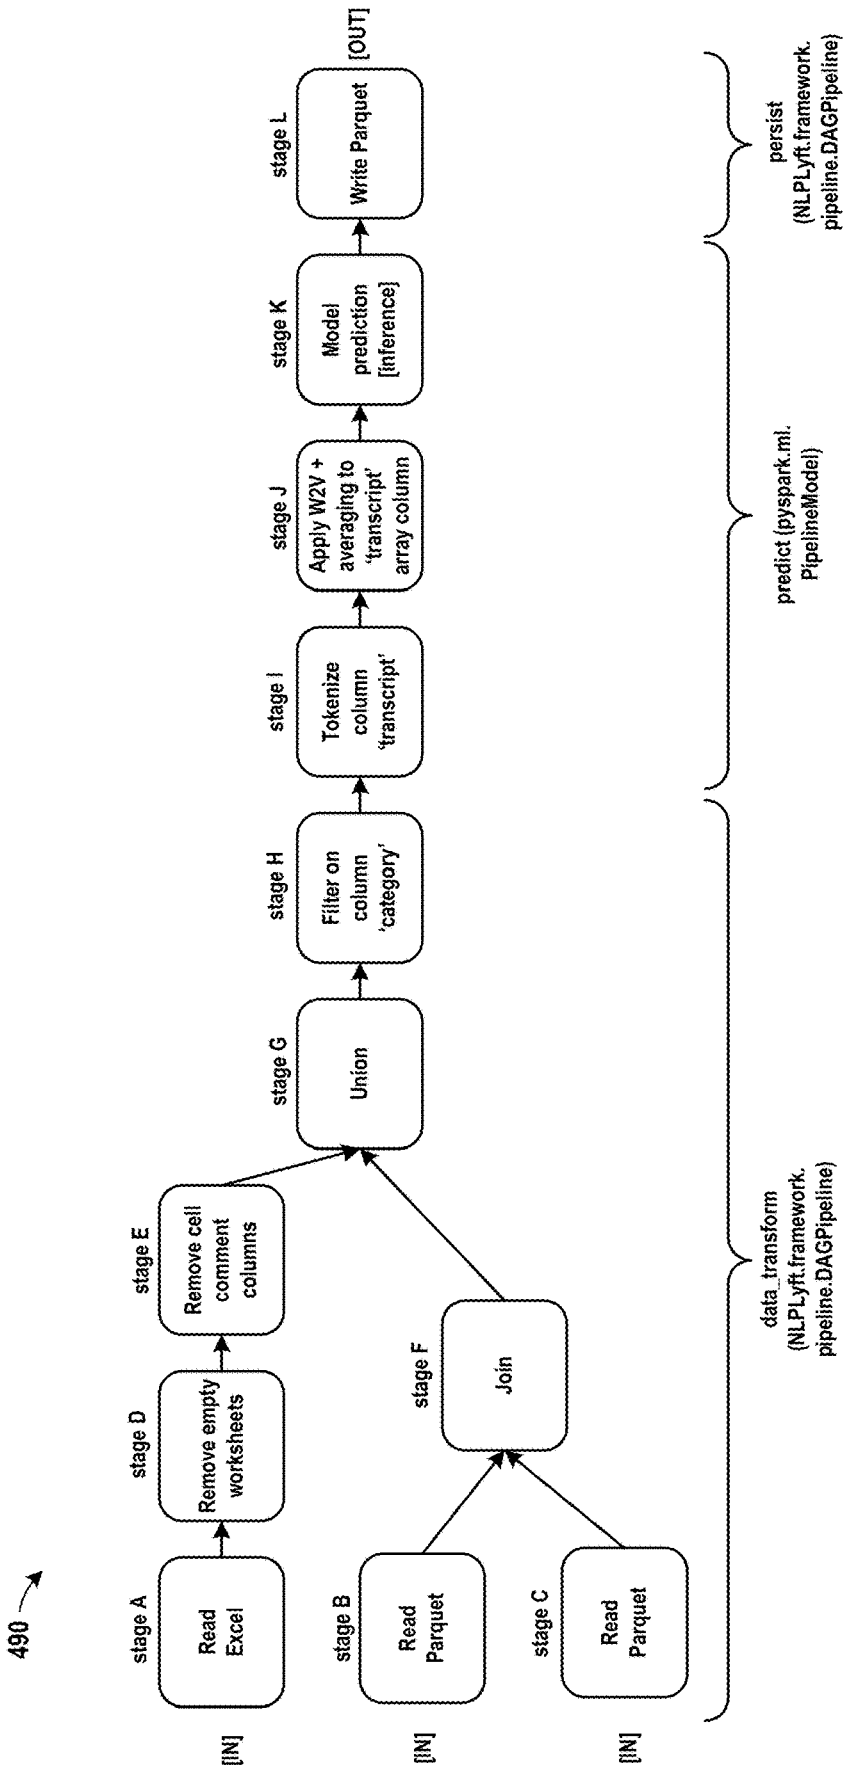 490
stage A
Read
Excel
[IN]
stage D
Remove empty
worksheets
stage E
Remove cell
comment
columns
stage B
Read
Parquet
[IN]
stage C
Read
Parquet
[IN]
stage F
Join
stage G
Union
stage H
Filter on
column
‘category’
stage I
Tokenize
column
‘transcript’
stage J
Apply W2V +
averaging to
‘transcript’
array column
stage K
Model
prediction
[inference]
stage L
Write Parquet
[OUT]
data_transform
(NLPLyft.framework.
pipeline.DAGPipeline)
predict (pyspark.ml.
PipelineModel)
persist
(NLPLyft.framework.
pipeline.DAGPipeline)